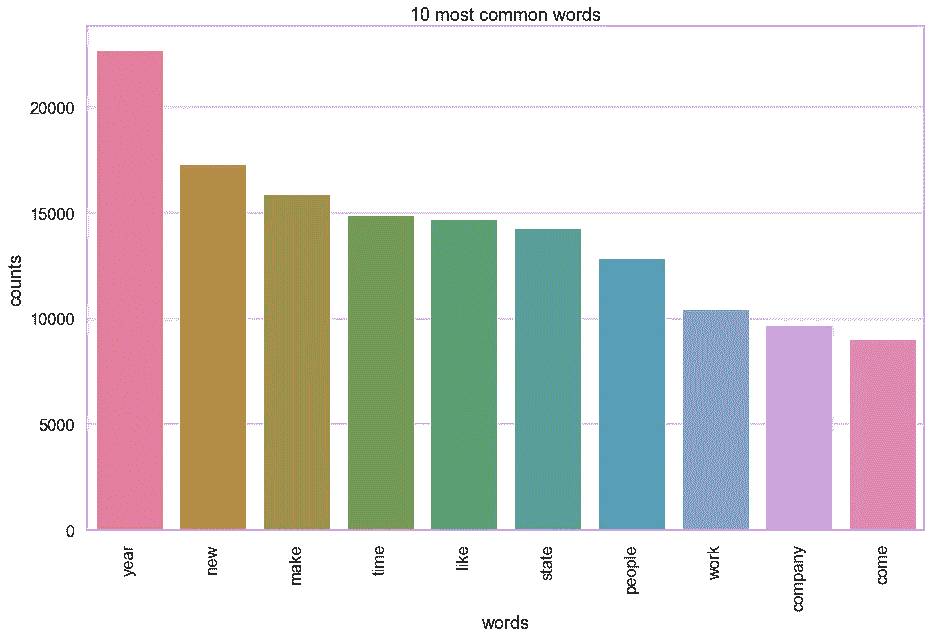 10 most common words
counts
20000
15000
10000
5000
0
year
new
make
time
like
state
people
work
company
come
words